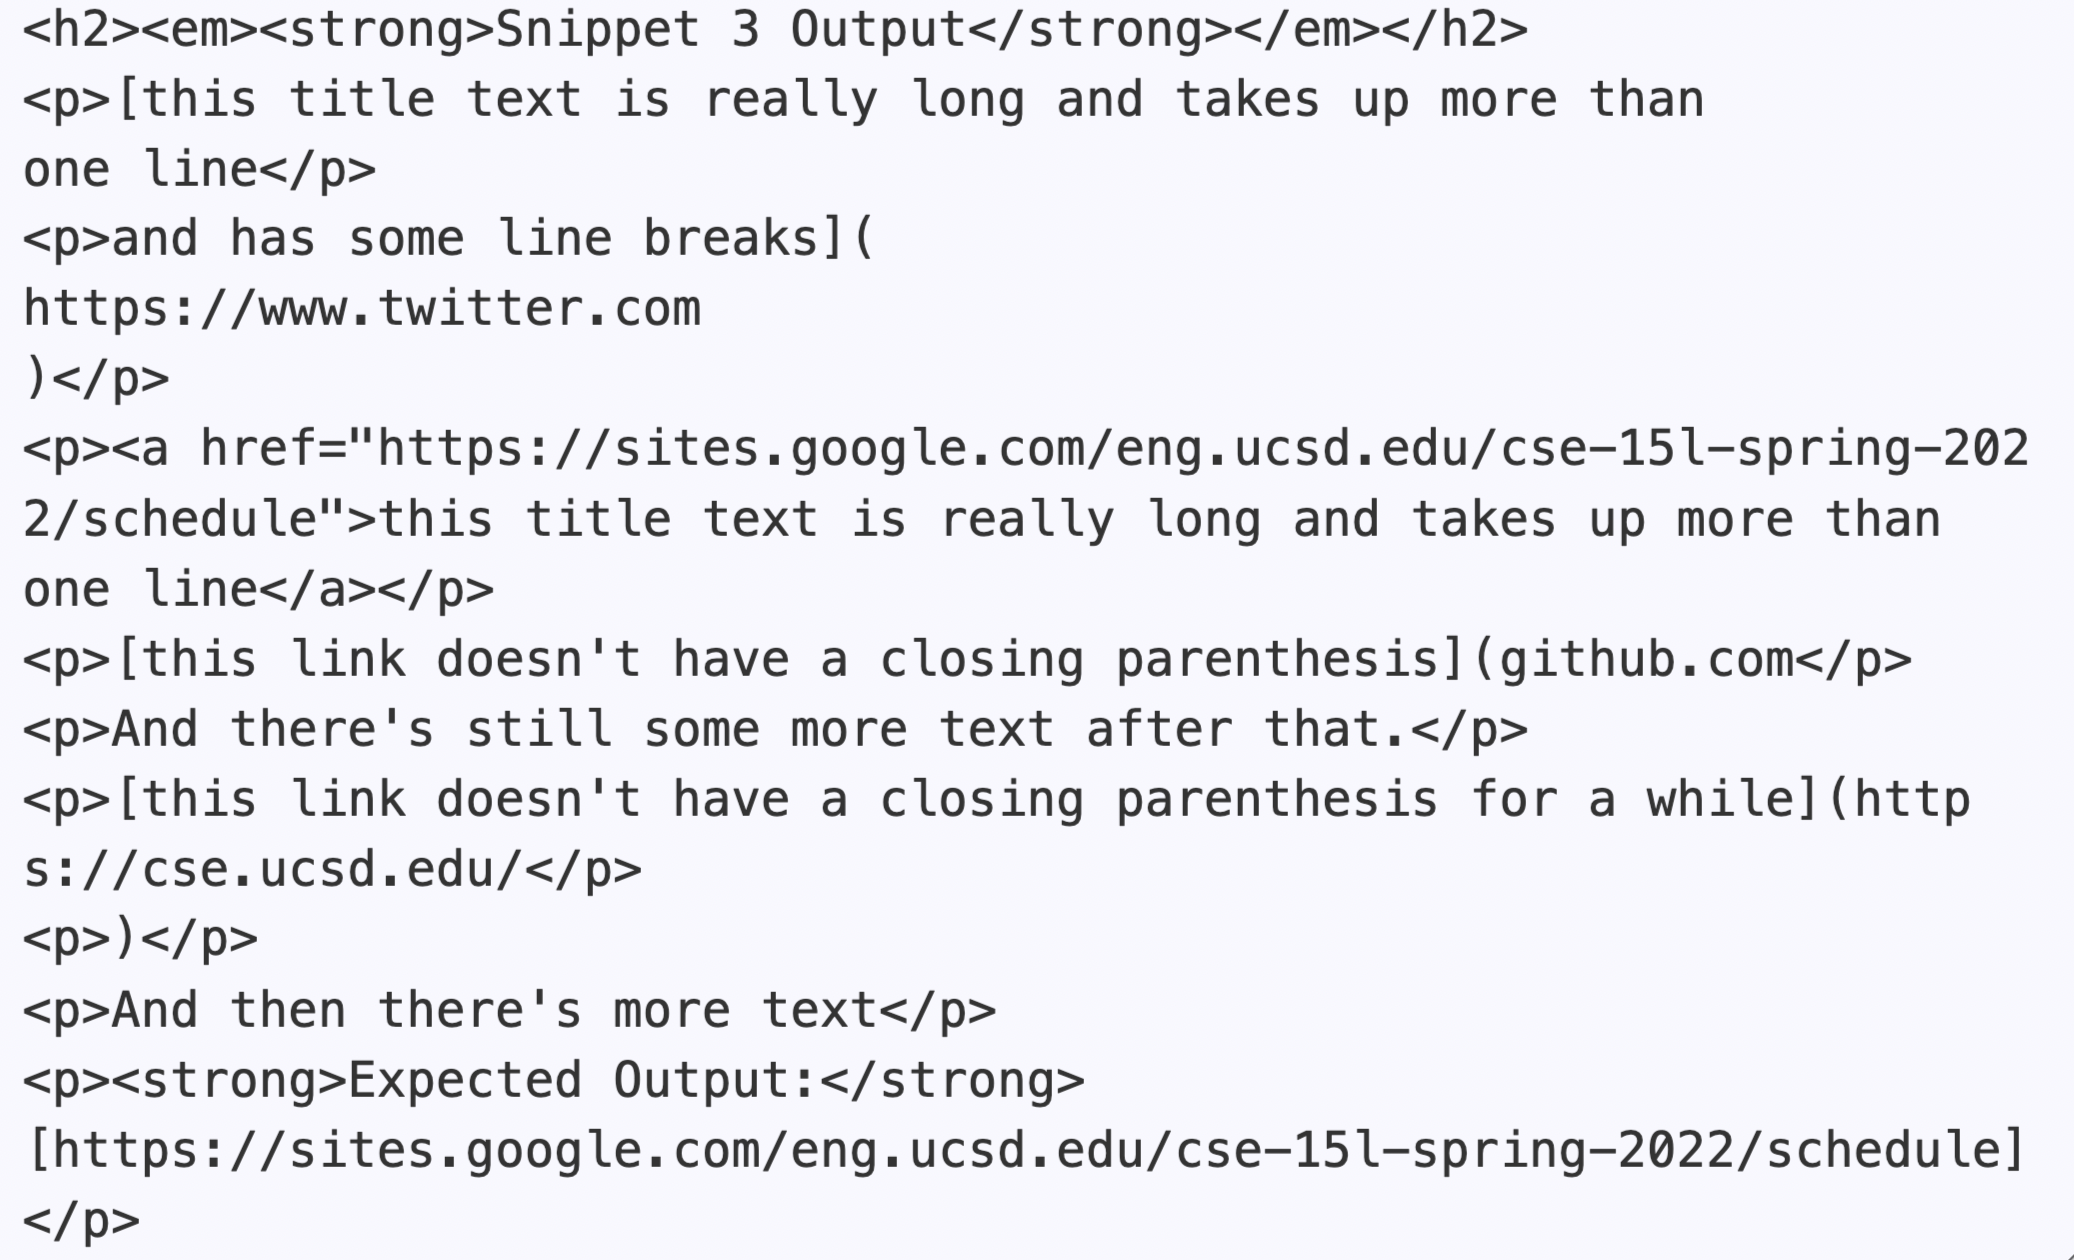 <h2><em><strong>Snippet 3 Output</strong></em></h2>
<p>[this title text is really long and takes up more than
one line</p>
<p>and has some line breaks](
https://www.twitter.com
)</p>
<p><a href="https://sites.google.com/eng.ucsd.edu/cse-15l-spring-202
2/schedule">this title text is really long and takes up more than
one line</a></p>
<p>[this link doesn't have a closing parenthesis](github.com</p>
<p>And there's still some more text after that.</p>
<p>[this link doesn't have a closing parenthesis for a while](http
s://cse.ucsd.edu/</p>
<p>)</p>
<p>And then there's more text</p>
<p><strong>Expected Output:</strong>
[https://sites.google.com/eng.ucsd.edu/cse-15l-spring-2022/schedule]
</p>